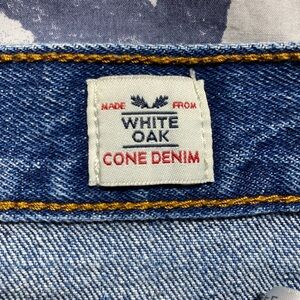 MADE FROM
WHITE
OAK
CONE DENIM